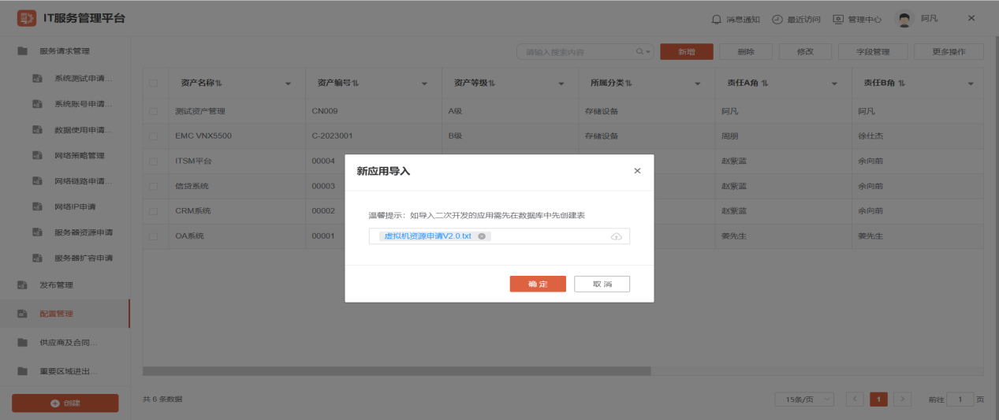 IT服务管理平台
消息通知 最近访问 管理中心 阿凡
服务请求管理
系统测试申请...
系统账号申请...
数据使用申请...
网络策略管理
网络链路申请...
网络IP申请
服务器资源申请
服务器扩容申请
发布管理
配置管理
供应商及合同...
重要区域进出...
创建
请输入搜索内容 新增 删除 修改 字段管理 更多操作
资产名称 资产编号 资产等级 所属分类 责任A角 责任B角
测试资产管理 CN009 A级 存储设备 阿凡 阿凡
EMC VNX5500 C-2023001 B级 存储设备 周朋 徐仕杰
ITSM平台 00004 赵紫蓝 余向前
信贷系统 00003 赵紫蓝 余向前
CRM系统 00002 赵紫蓝 余向前
OA系统 00001 姜先生 姜先生
新应用导入
温馨提示：如导入二次开发的应用需先在数据库中先创建表
虚拟机资源申请V2.0.txt
确定 取消
共 6 条数据 15条/页 1 前往 1 页